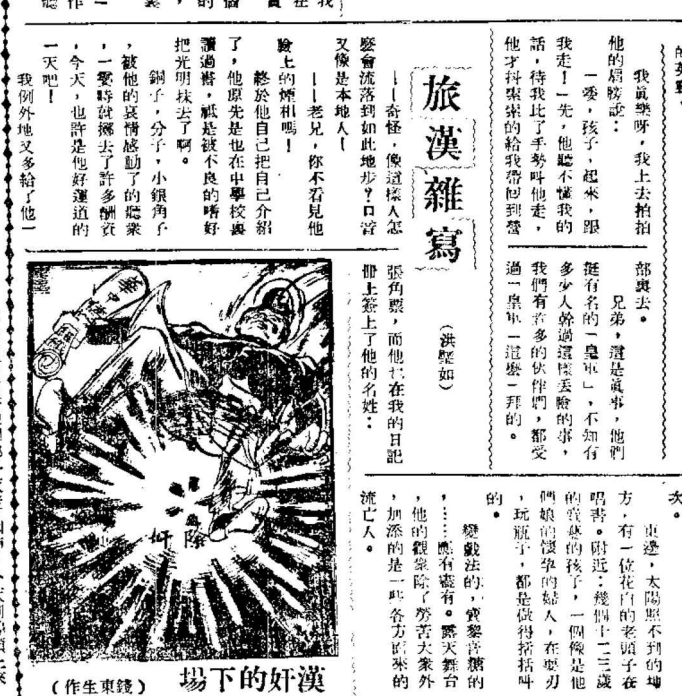 我眞樂呀，我上去拍拍
他的肩膀說：
「喂，孩子，起來，跟
我走！」先，他聽不懂我的
話，待我比了手勢叫他走，
他才抖索索的給我帶回到營
部裏去。
兄弟，這是眞事，他們
挺有名的「皇軍」，不知有
多少人幹過這樣丟臉的事，
我們有許多的伙伴們，都受
過「皇軍」這麼一拜的。
旅漢雜寫
（洪堅如）
次。
東邊，太陽照不到的地
方，有一位花白的老頭子在
唱書。附近：幾個十二三歲
的孩子，一個像是他
們娘的懷孕的婦人，在耍刀
，玩瓶子，都是做得括括叫
的。
變戲法的，賣藜膏糖的
，……應有盡有。露天舞台
，他的觀衆除了勞苦大衆外
，加添的是一些各方面來的
流亡人。
——奇怪，像這樣人怎
麼會流落到如此地步？口音
又像是本地人——
——老兄，你不看見他
臉上的煙相嗎！
終於他自己把自己介紹
了，他原先是也在中學校裏
讀過書，祗是被不良的嗜好
把光明抹去了啊。
銅子，分子，小銀角子
，被他的哀情感動了的聽衆
，一霎時就擲去了許多酬資
，今天，也許是他好運道的
一天吧！
我例外地又多給了他一
張角票，而他也在我的日記
冊上簽上了他的名姓：
除
奸
漢奸的下場
（錢東生作）